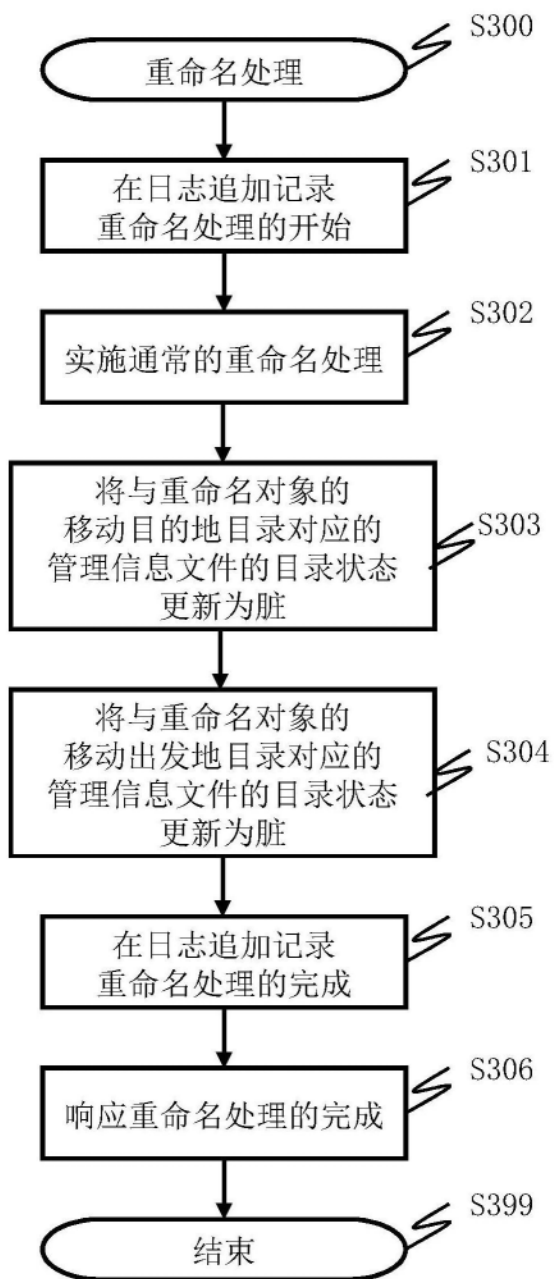 S300
重命名处理
S301
在日志追加记录
重命名处理的开始
S302
实施通常的重命名处理
将与重命名对象的
移动目的地目录对应的
管理信息文件的目录状态
更新为脏
S303
将与重命名对象的
移动出发地目录对应的
管理信息文件的目录状态
更新为脏
S304
S305
在日志追加记录
重命名处理的完成
S306
响应重命名处理的完成
S399
结束